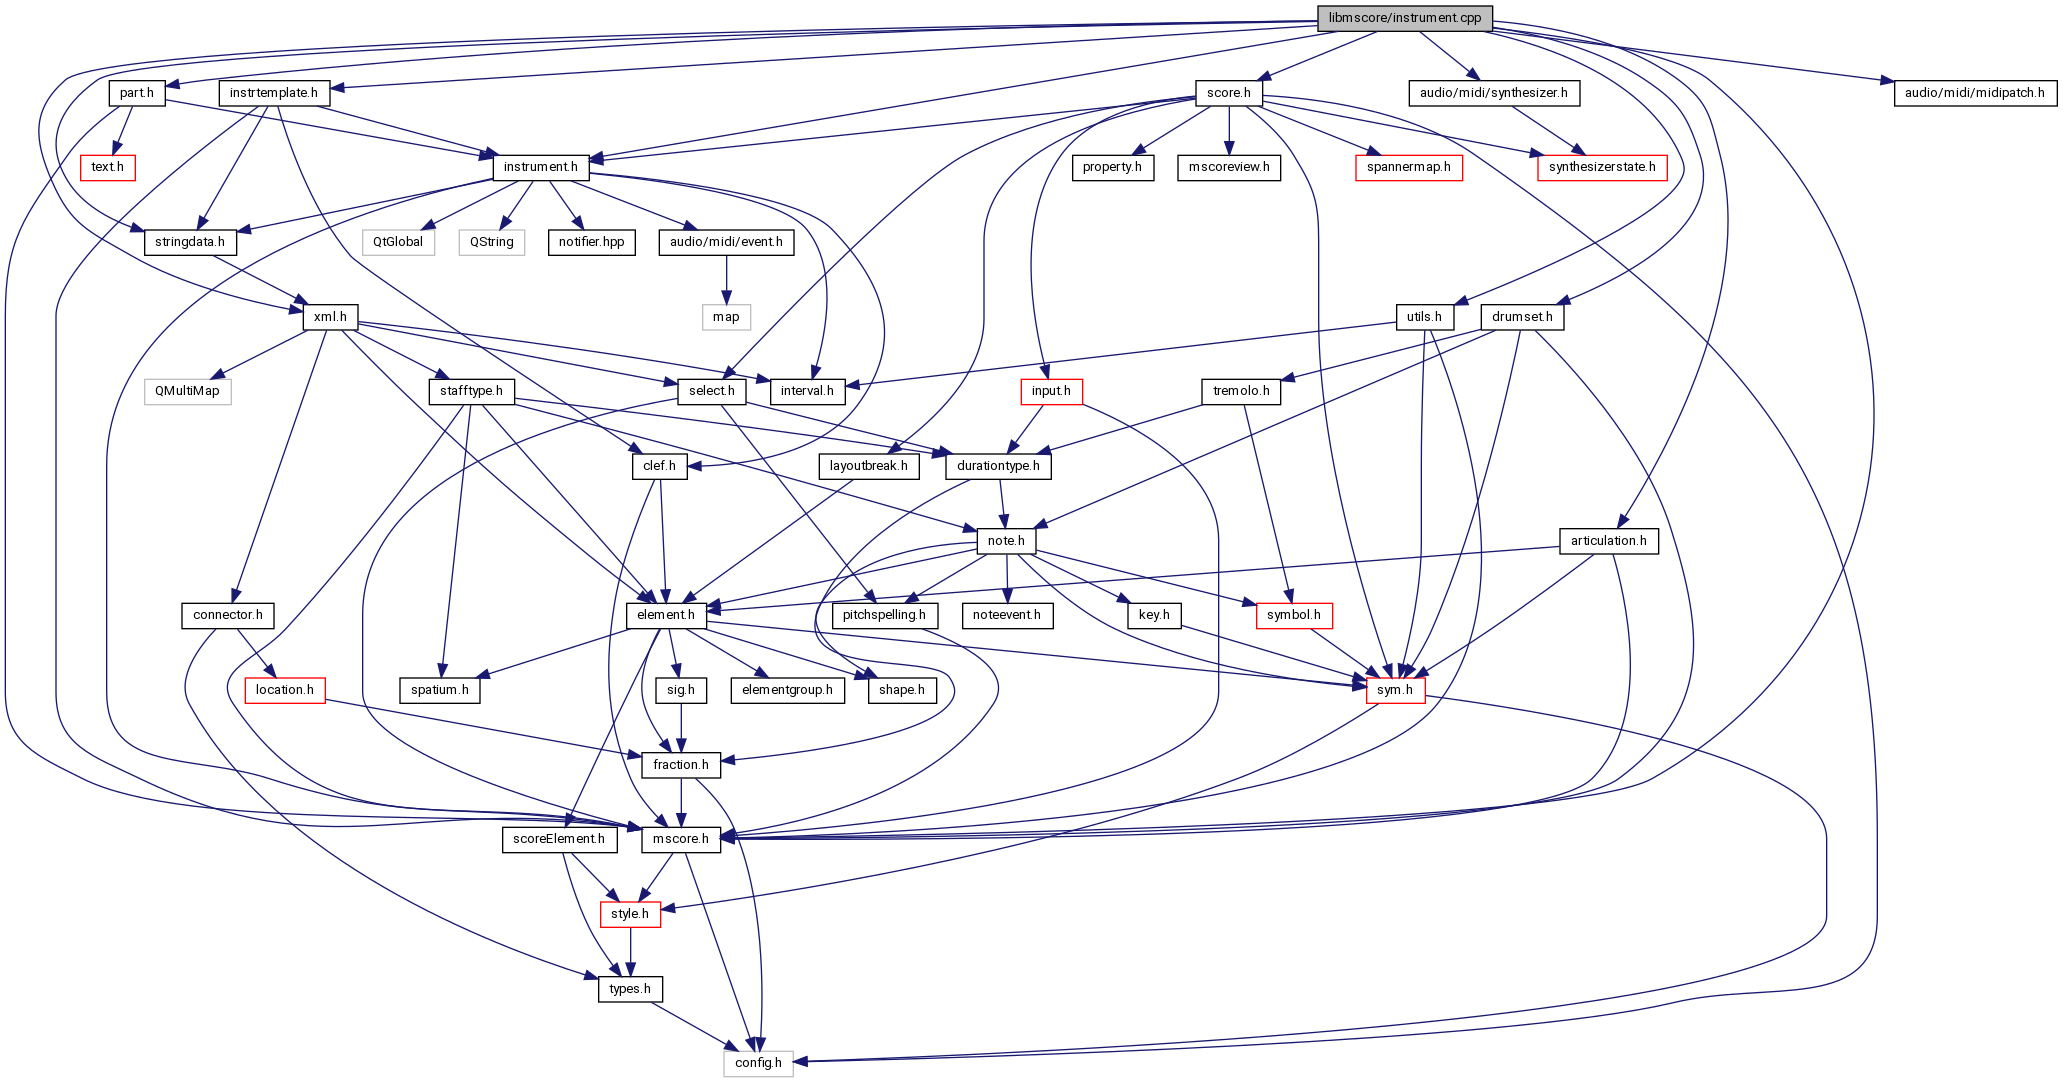 libmscore/instrument.cpp
part.h
instrtemplate.h
score.h
audio/midi/synthesizer.h
audio/midi/midipatch.h
text.h
instrument.h
property.h
mscoreview.h
spannermap.h
synthesizerstate.h
stringdata.h
QtGlobal
QString
notifier.hpp
audio/midi/event.h
xml.h
map
utils.h
drumset.h
QMultiMap
stafftype.h
select.h
interval.h
input.h
tremolo.h
clef.h
layoutbreak.h
durationtype.h
note.h
articulation.h
connector.h
element.h
pitchspelling.h
noteevent.h
key.h
symbol.h
location.h
spatium.h
sig.h
elementgroup.h
shape.h
sym.h
fraction.h
scoreElement.h
mscore.h
style.h
types.h
config.h